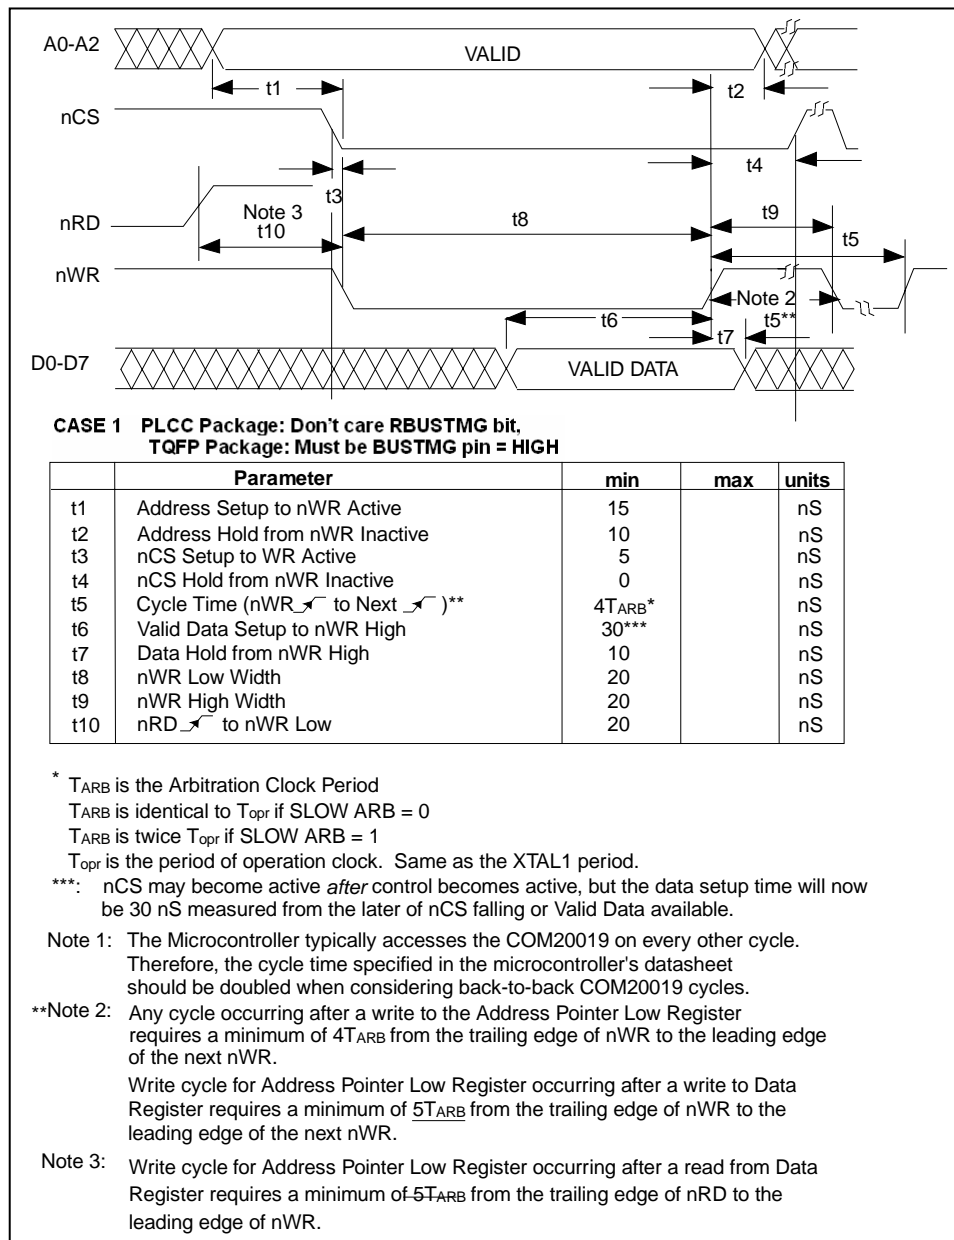 A0-A2
VALID
t1
t2
nCS
t3
t4
nRD
Note 3
t10
t8
t9
t5
nWR
Note 2
t6
t5**
t7
D0-D7
VALID DATA
CASE 1 PLCC Package: Don't care RBUSTMG bit,
TQFP Package: Must be BUSTMG pin = HIGH
Parameter min max units
t1 Address Setup to nWR Active 15 nS
t2 Address Hold from nWR Inactive 10 nS
t3 nCS Setup to WR Active 5 nS
t4 nCS Hold from nWR Inactive 0 nS
t5 Cycle Time (nWR to Next )** 4TARB* nS
t6 Valid Data Setup to nWR High 30*** nS
t7 Data Hold from nWR High 10 nS
t8 nWR Low Width 20 nS
t9 nWR High Width 20 nS
t10 nRD to nWR Low 20 nS
* TARB is the Arbitration Clock Period
TARB is identical to Topr if SLOW ARB = 0
TARB is twice Topr if SLOW ARB = 1
Topr is the period of operation clock. Same as the XTAL1 period.
***: nCS may become active after control becomes active, but the data setup time will now
be 30 nS measured from the later of nCS falling or Valid Data available.
Note 1: The Microcontroller typically accesses the COM20019 on every other cycle.
Therefore, the cycle time specified in the microcontroller's datasheet
should be doubled when considering back-to-back COM20019 cycles.
**Note 2: Any cycle occurring after a write to the Address Pointer Low Register
requires a minimum of 4TARB from the trailing edge of nWR to the leading edge
of the next nWR.
Write cycle for Address Pointer Low Register occurring after a write to Data
Register requires a minimum of 5TARB from the trailing edge of nWR to the
leading edge of the next nWR.
Note 3: Write cycle for Address Pointer Low Register occurring after a read from Data
Register requires a minimum of 5TARB from the trailing edge of nRD to the
leading edge of nWR.